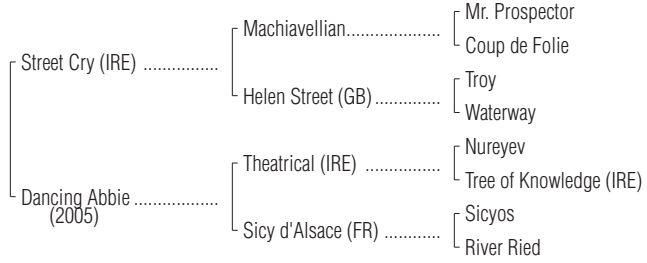 Mr. Prospector
Machiavellian....................
Coup de Folie
Street Cry (IRE) ................
Troy
Helen Street (GB)..............
Waterway
Nureyev
Theatrical (IRE) ................
Tree of Knowledge (IRE)
Dancing Abbie ..................
(2005)
Sicyos
Sicy d'Alsace (FR) ............
River Ried